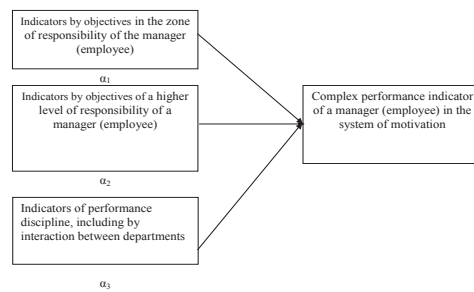 Indicators by objectives in the zone
of responsibility of the manager
(employee)
α₁
Indicators by objectives of a higher
level of responsibility of a
manager (employee)
α₂
Indicators of performance
discipline, including by
interaction between departments
α₃
Complex performance indicator
of a manager (employee) in the
system of motivation